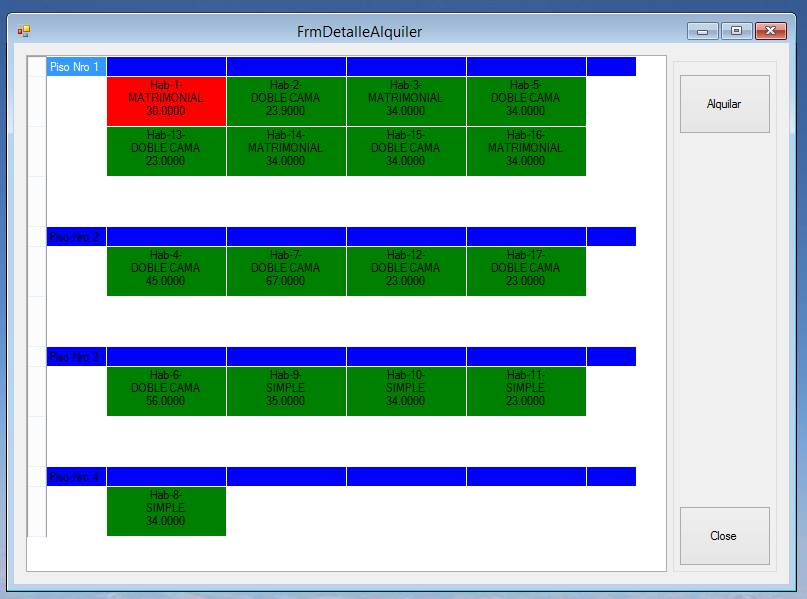 FrmDetalleAlquiler
Piso Nro 1
Hab-1- Hab-2- Hab-3- Hab-5-
MATRIMONIAL DOBLE CAMA MATRIMONIAL DOBLE CAMA
30.0000 23.9000 34.0000 34.0000
Hab-13- Hab-14- Hab-15- Hab-16-
DOBLE CAMA MATRIMONIAL DOBLE CAMA MATRIMONIAL
23.0000 34.0000 34.0000 34.0000
Piso Nro 2
Hab-4- Hab-7- Hab-12- Hab-17-
DOBLE CAMA DOBLE CAMA DOBLE CAMA DOBLE CAMA
45.0000 67.0000 23.0000 23.0000
Piso Nro 3
Hab-6- Hab-9- Hab-10- Hab-11-
DOBLE CAMA SIMPLE SIMPLE SIMPLE
56.0000 35.0000 34.0000 23.0000
Piso Nro 4
Hab-8-
SIMPLE
34.0000
Alquilar
Close